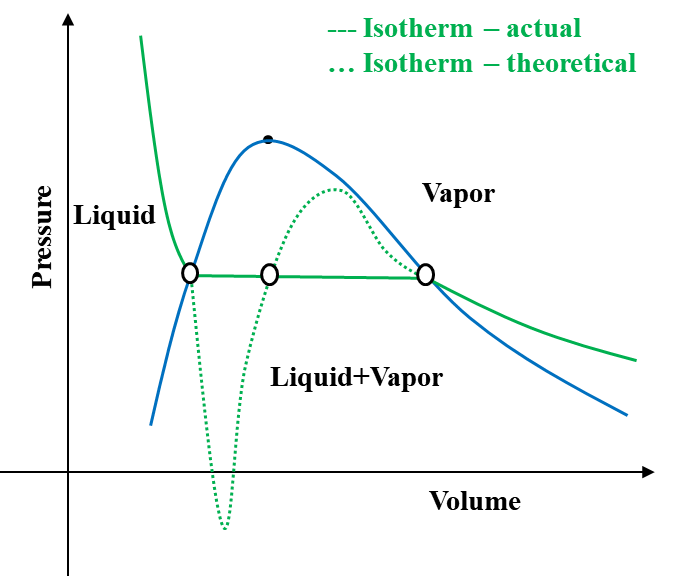 --- Isotherm – actual
... Isotherm – theoretical
Vapor
Liquid
Pressure
Liquid+Vapor
Volume